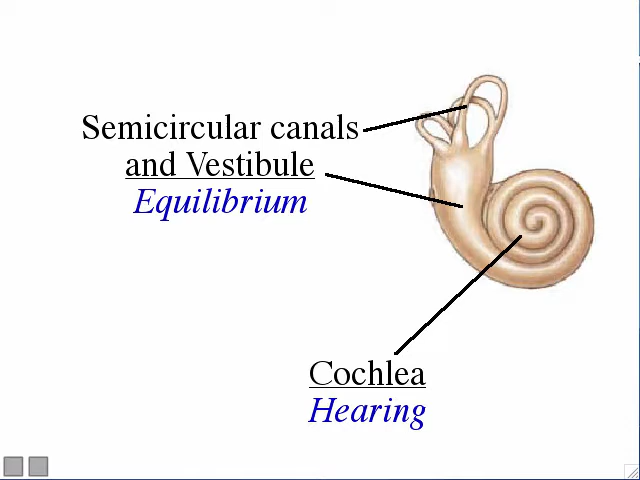 Semicircular canals
and Vestibule
Equilibrium
Cochlea
Hearing